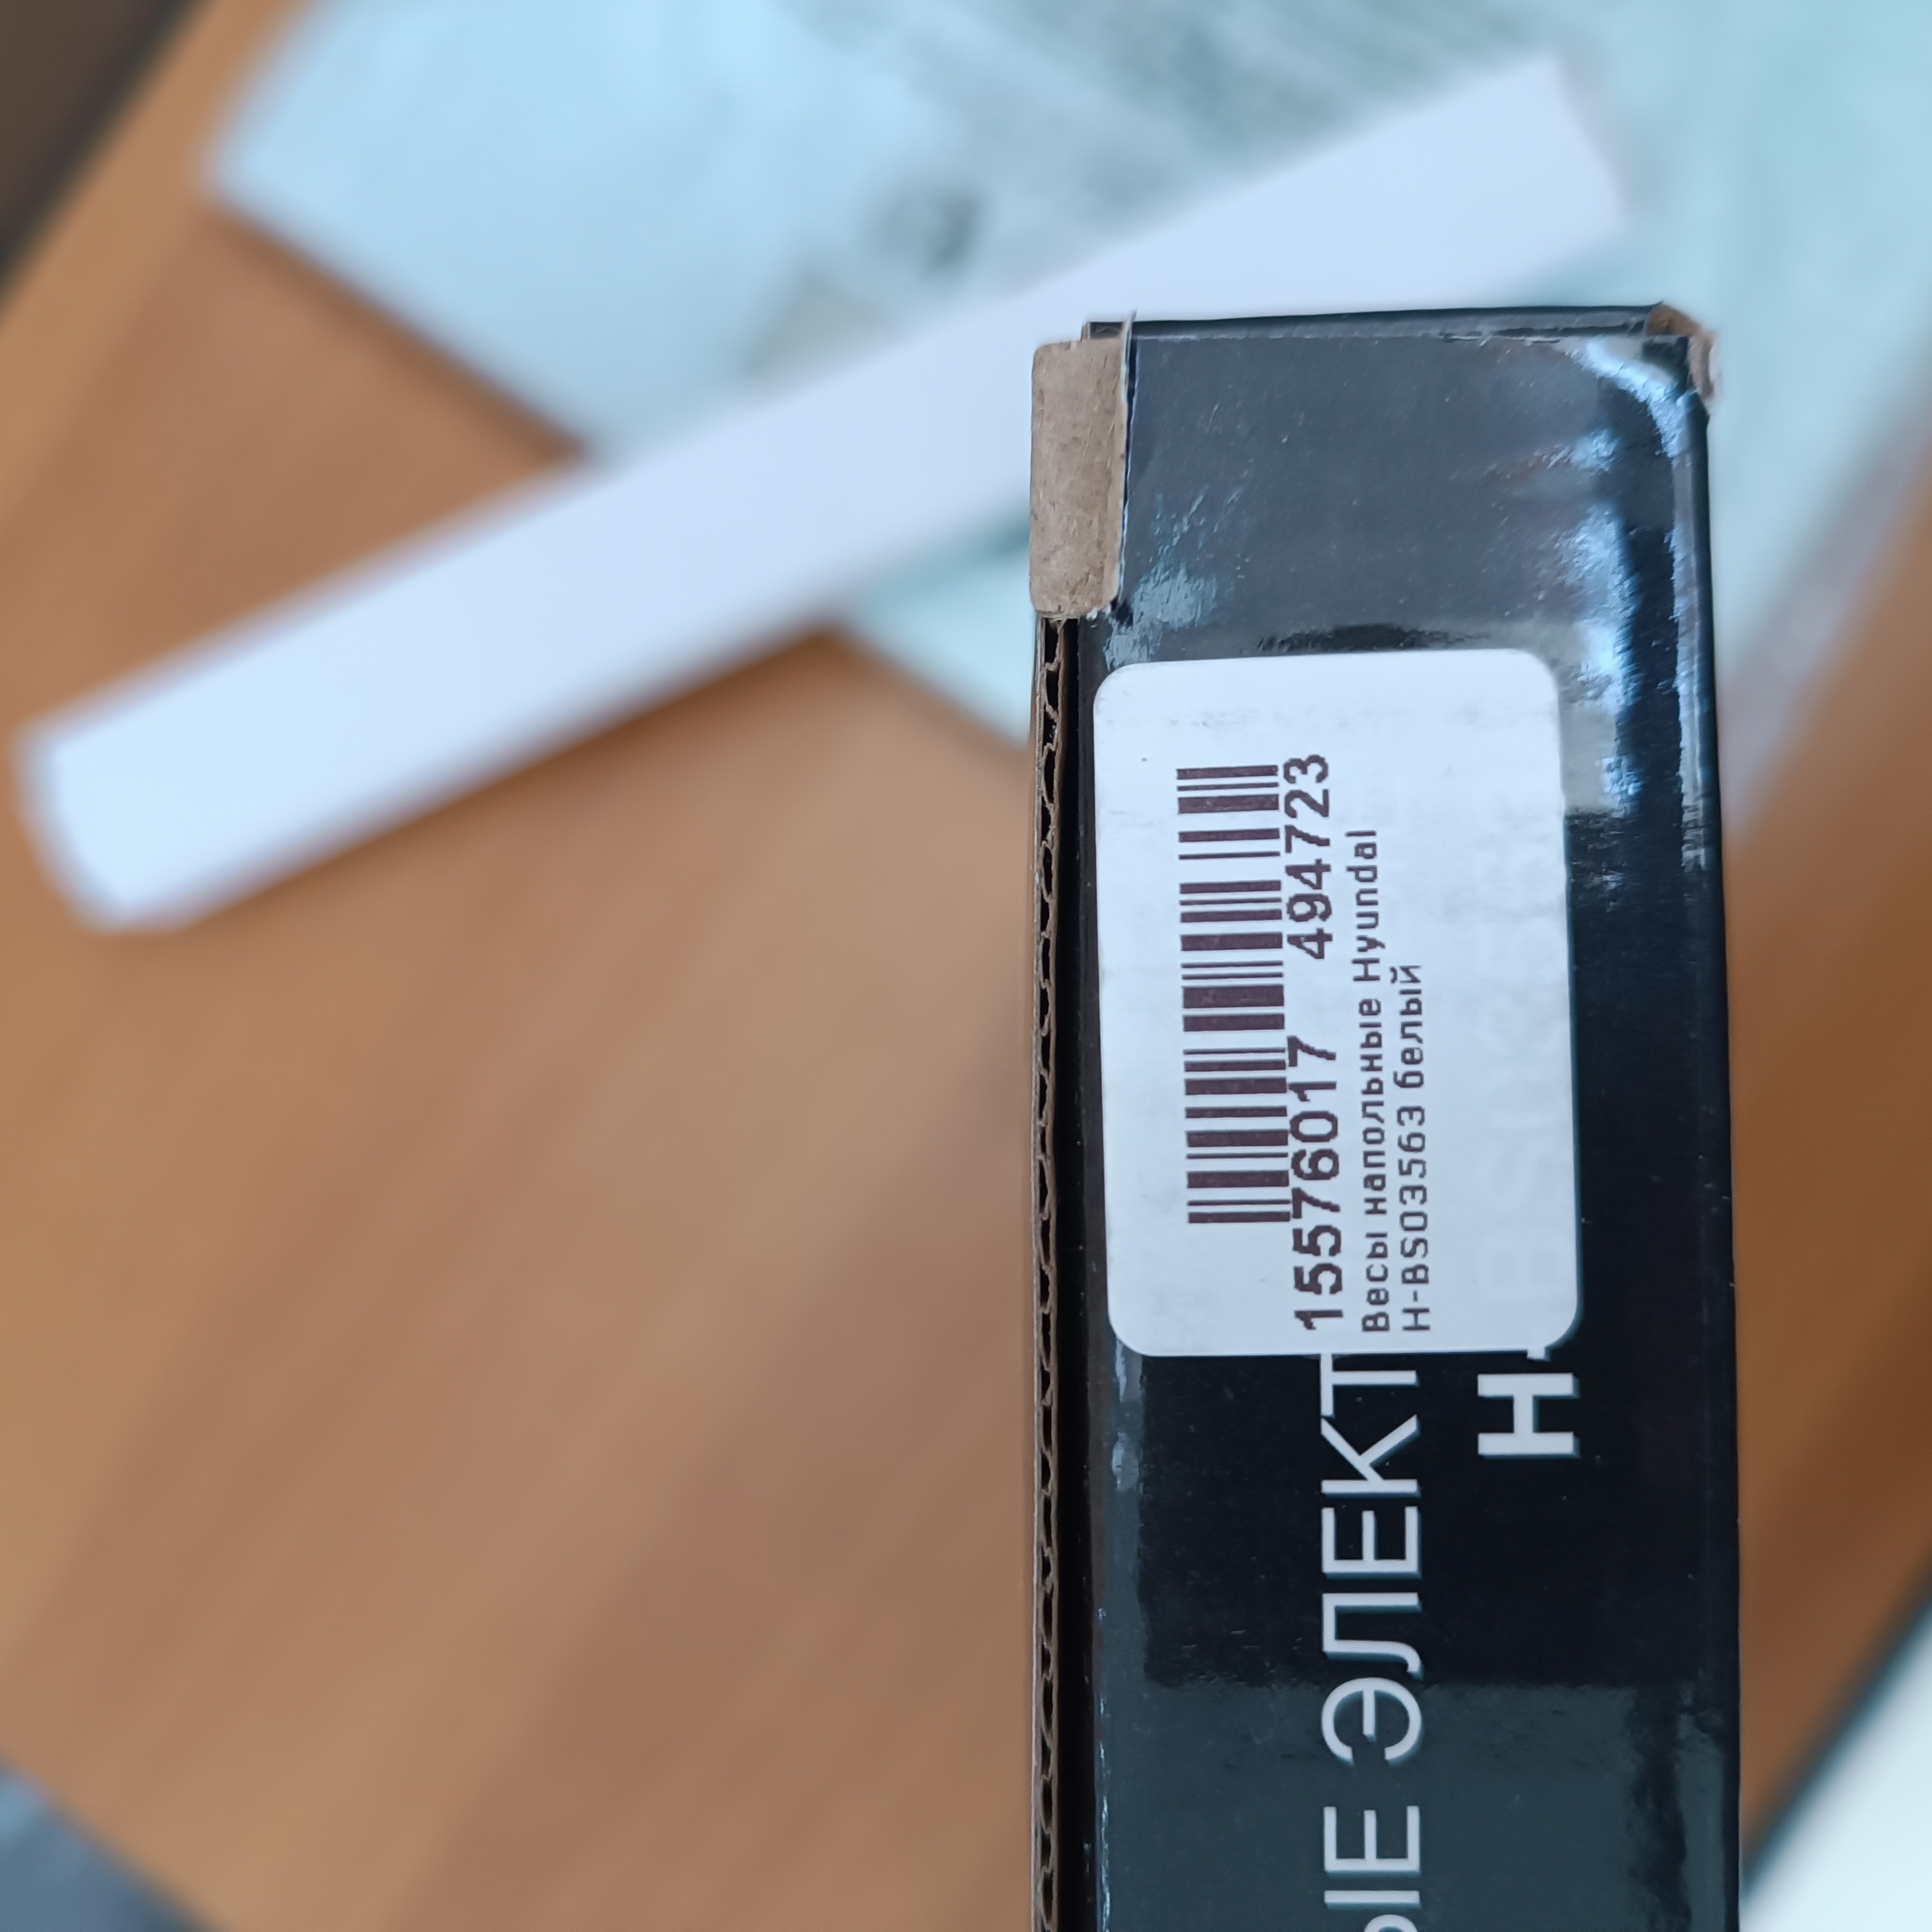 15576017 494723
Весы напольные Hyundai
H-BS03563 белый
ЫЕ ЭЛЕКТ
H-